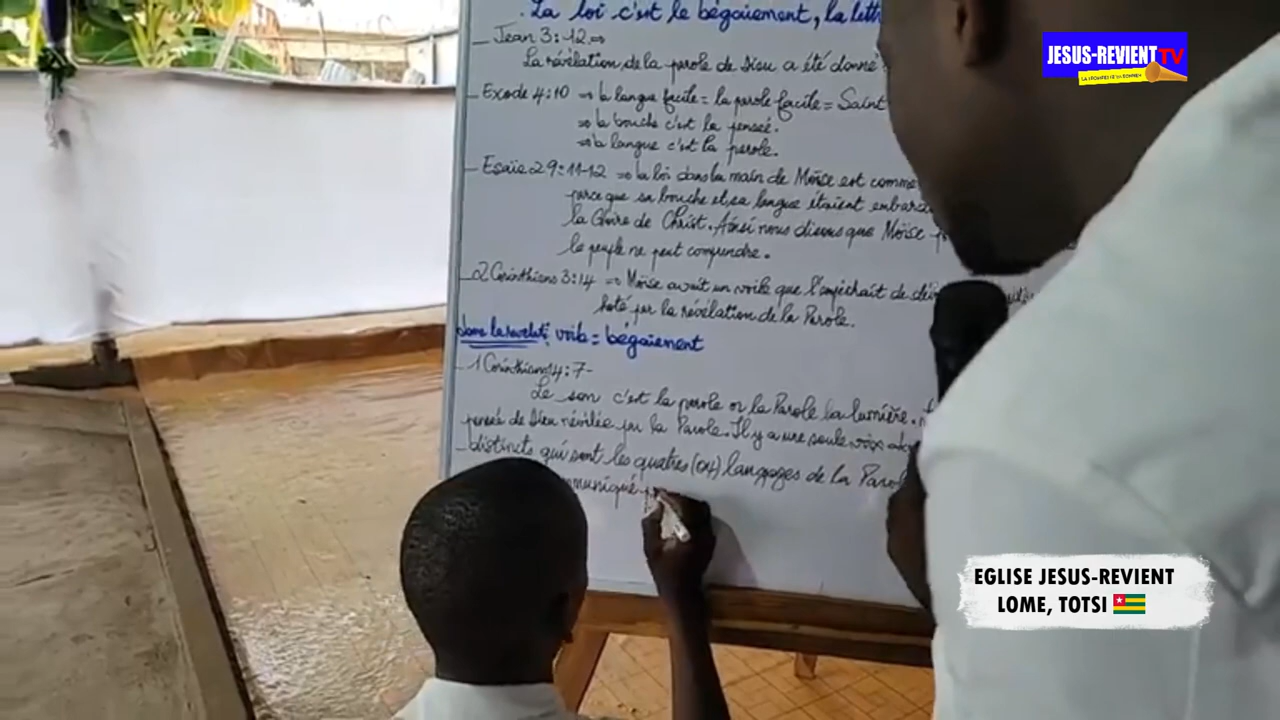 . La loi c'est le bégaiement, la lett
JESUS-REVIENT TV
_ Jean 3:12 ⇒
La révélation de la parole de Dieu a été donné
_ Exode 4:10 ⇒ la langue facile = la parole facile = Saint
⇒ la bouche c'est la pensée.
⇒ la langue c'est la parole.
_ Esaïe 29:11-12 ⇒ la loi dans la main de Moïse est comme
parce que sa bouche et sa langue étaient embarr
la Gloire de Christ. Ainsi nous disons que Moïse
le peuple ne peut comprendre.
_ 2 Corinthiens 3:14 ⇒ Moïse avait un voile que l'empêchait de
hoté par la révélation de la Parole.
voile = bégaiement
_ 1 Corinthiens 14:7-
Le son c'est la parole or la Parole la lumière.
pensée de Dieu révélée par la Parole. Il y a une seule voix
_ distincts qui sont les quatres (04) langages de la Parol
muniqué
EGLISE JESUS-REVIENT
LOME, TOTSI